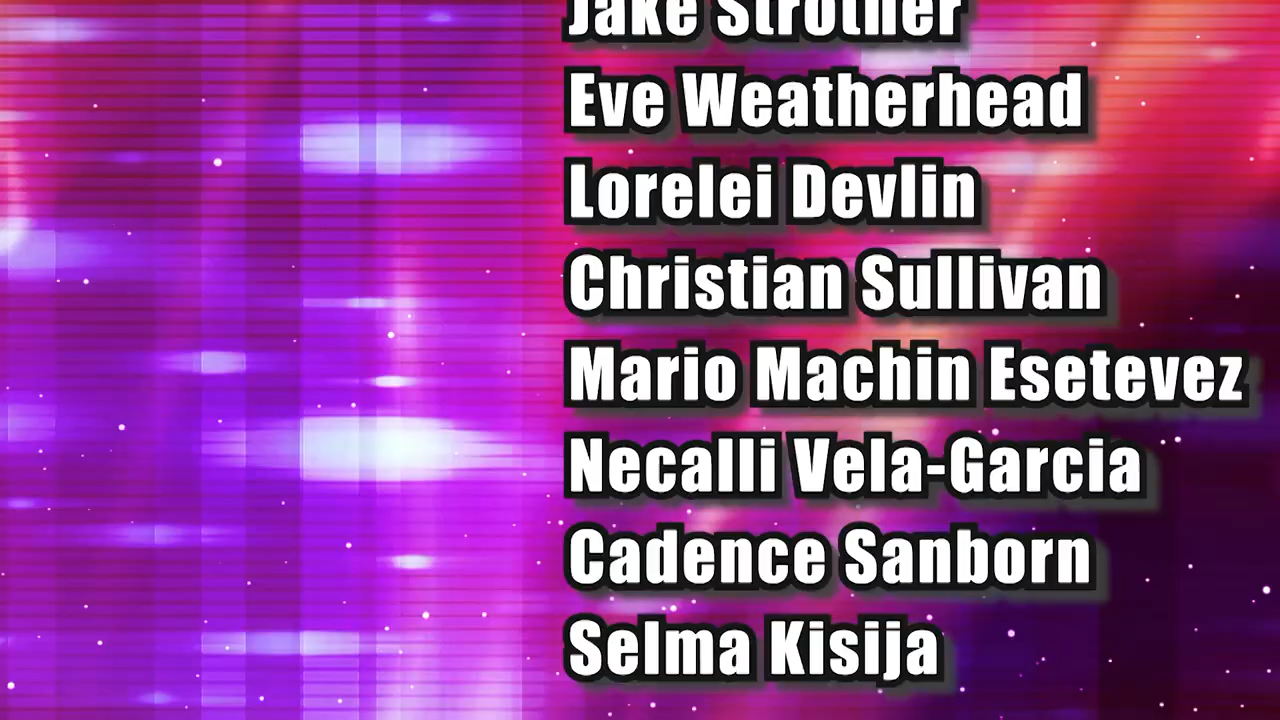 Jake Strother
Eve Weatherhead
Lorelei Devlin
Christian Sullivan
Mario Machin Esetevez
Necalli Vela-Garcia
Cadence Sanborn
Selma Kisija